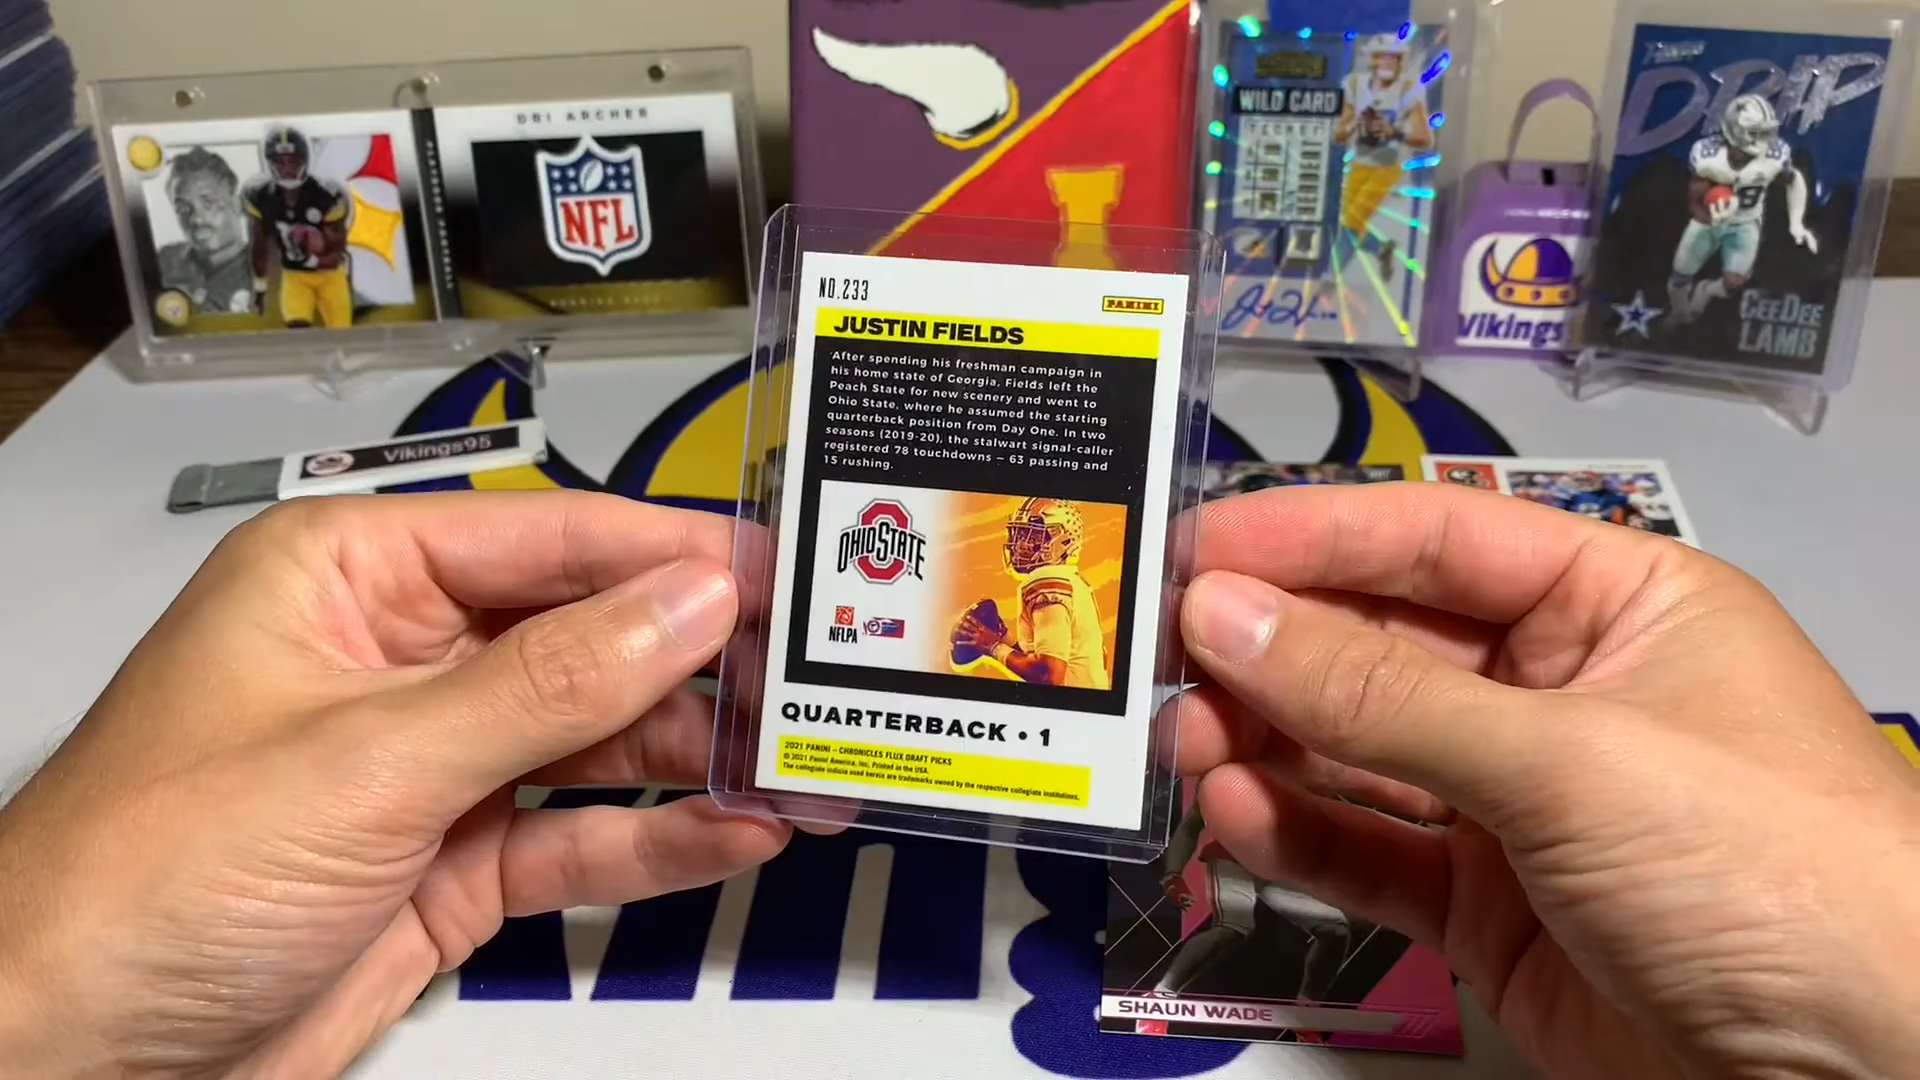 DRI ARCHER
NFL
WILD CARD
TICKET
DRIP
CEEDEE
LAMB
Vikings
Vikings95
NO.233
PANINI
JUSTIN FIELDS
After spending his freshman campaign in
his home state of Georgia, Fields left the
Peach State for new scenery and went to
Ohio State, where he assumed the starting
quarterback position from Day One. In two
seasons (2019-20), the stalwart signal-caller
registered 78 touchdowns – 63 passing and
15 rushing.
OHIO STATE
NFLPA
QUARTERBACK • 1
2021 PANINI – CHRONICLES FLUX DRAFT PICKS
© 2021 Panini America, Inc. Printed in the USA.
The collegiate indicia used herein are trademarks owned by the respective collegiate institutions.
SHAUN WADE